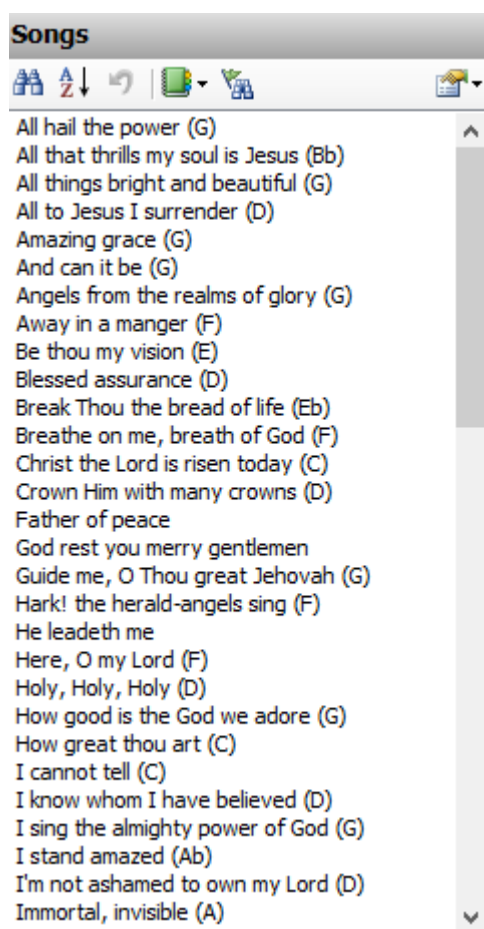 Songs
All hail the power (G)
All that thrills my soul is Jesus (Bb)
All things bright and beautiful (G)
All to Jesus I surrender (D)
Amazing grace (G)
And can it be (G)
Angels from the realms of glory (G)
Away in a manger (F)
Be thou my vision (E)
Blessed assurance (D)
Break Thou the bread of life (Eb)
Breathe on me, breath of God (F)
Christ the Lord is risen today (C)
Crown Him with many crowns (D)
Father of peace
God rest you merry gentlemen
Guide me, O Thou great Jehovah (G)
Hark! the herald-angels sing (F)
He leadeth me
Here, O my Lord (F)
Holy, Holy, Holy (D)
How good is the God we adore (G)
How great thou art (C)
I cannot tell (C)
I know whom I have believed (D)
I sing the almighty power of God (G)
I stand amazed (Ab)
I'm not ashamed to own my Lord (D)
Immortal, invisible (A)